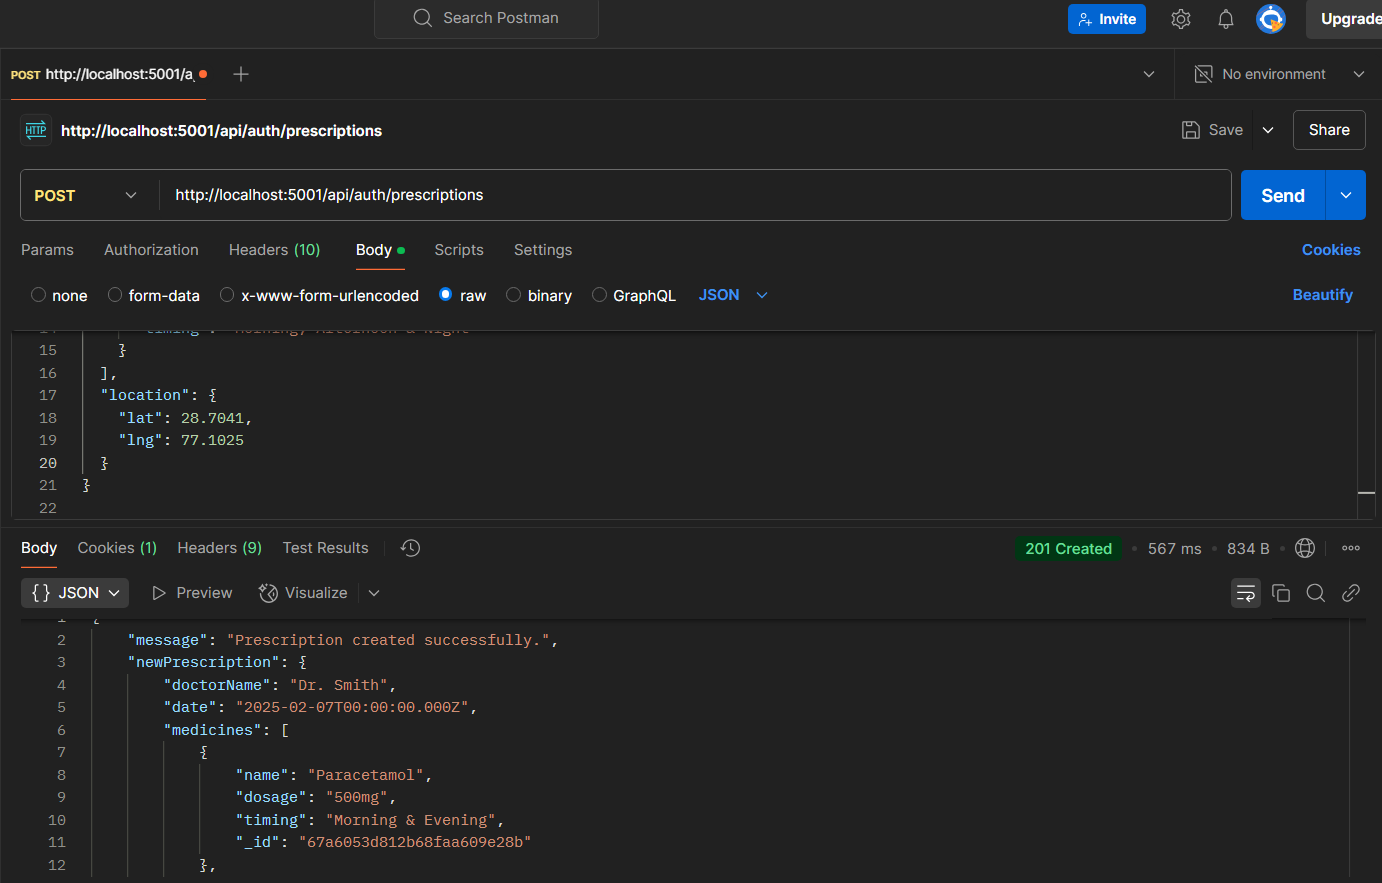 Search Postman
Invite
Upgrade
POST http://localhost:5001/a
No environment
HTTP http://localhost:5001/api/auth/prescriptions
Save
Share
POST http://localhost:5001/api/auth/prescriptions
Send
Params Authorization Headers (10) Body Scripts Settings Cookies
none form-data x-www-form-urlencoded raw binary GraphQL JSON Beautify
14 "timing": "Morning, Afternoon & Night"
15 }
16 ],
17 "location": {
18 "lat": 28.7041,
19 "lng": 77.1025
20 }
21 }
22
Body Cookies (1) Headers (9) Test Results 201 Created 567 ms 834 B
{} JSON Preview Visualize
1 {
2 "message": "Prescription created successfully.",
3 "newPrescription": {
4 "doctorName": "Dr. Smith",
5 "date": "2025-02-07T00:00:00.000Z",
6 "medicines": [
7 {
8 "name": "Paracetamol",
9 "dosage": "500mg",
10 "timing": "Morning & Evening",
11 "_id": "67a6053d812b68faa609e28b"
12 },